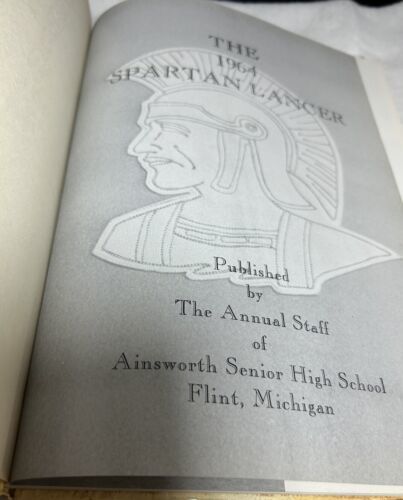 THE
1964
SPARTAN LANCER
Published
by
The Annual Staff
of
Ainsworth Senior High School
Flint, Michigan